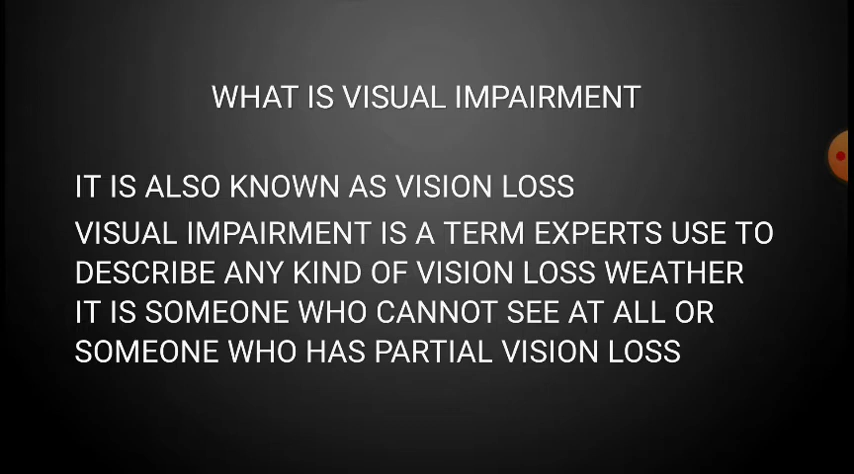 WHAT IS VISUAL IMPAIRMENT
IT IS ALSO KNOWN AS VISION LOSS
VISUAL IMPAIRMENT IS A TERM EXPERTS USE TO
DESCRIBE ANY KIND OF VISION LOSS WEATHER
IT IS SOMEONE WHO CANNOT SEE AT ALL OR
SOMEONE WHO HAS PARTIAL VISION LOSS